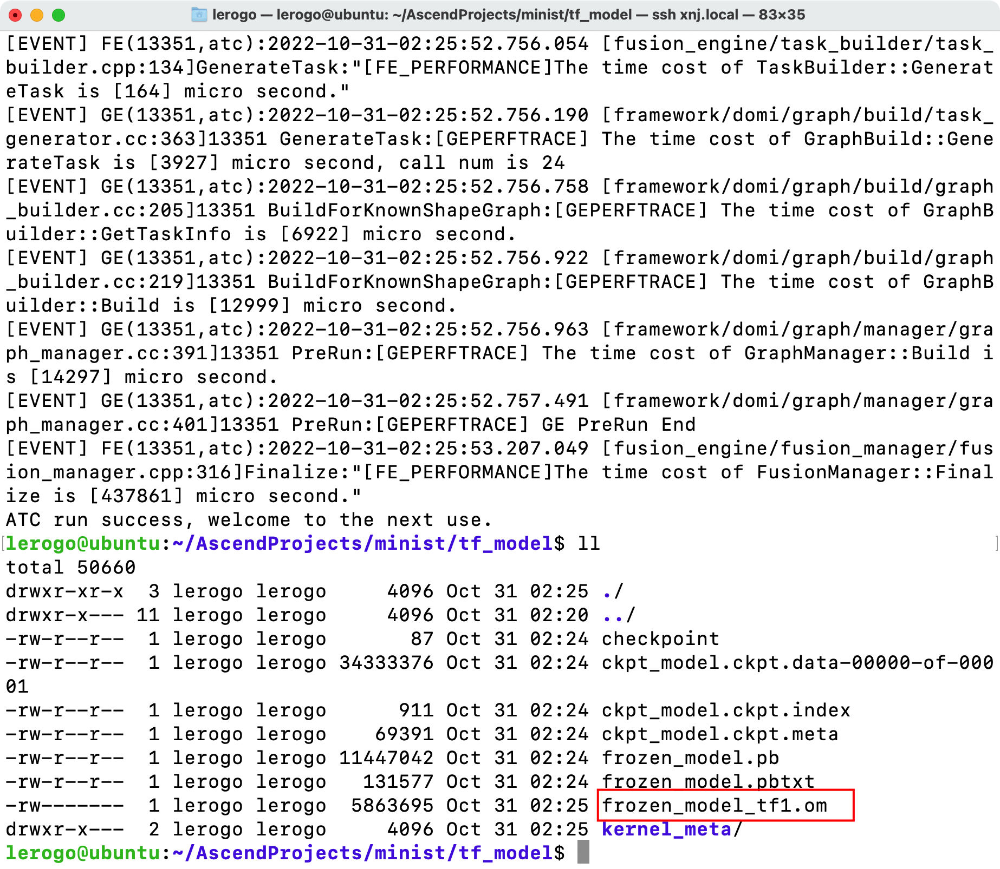 lerogo — lerogo@ubuntu: ~/AscendProjects/minist/tf_model — ssh xnj.local — 83×35
[EVENT] FE(13351,atc):2022-10-31-02:25:52.756.054 [fusion_engine/task_builder/task_
builder.cpp:134]GenerateTask:"[FE_PERFORMANCE]The time cost of TaskBuilder::Generat
eTask is [164] micro second."
[EVENT] GE(13351,atc):2022-10-31-02:25:52.756.190 [framework/domi/graph/build/task_
generator.cc:363]13351 GenerateTask:[GEPERFTRACE] The time cost of GraphBuild::Gene
rateTask is [3927] micro second, call num is 24
[EVENT] GE(13351,atc):2022-10-31-02:25:52.756.758 [framework/domi/graph/build/graph
_builder.cc:205]13351 BuildForKnownShapeGraph:[GEPERFTRACE] The time cost of GraphB
uilder::GetTaskInfo is [6922] micro second.
[EVENT] GE(13351,atc):2022-10-31-02:25:52.756.922 [framework/domi/graph/build/graph
_builder.cc:219]13351 BuildForKnownShapeGraph:[GEPERFTRACE] The time cost of GraphB
uilder::Build is [12999] micro second.
[EVENT] GE(13351,atc):2022-10-31-02:25:52.756.963 [framework/domi/graph/manager/gra
ph_manager.cc:391]13351 PreRun:[GEPERFTRACE] The time cost of GraphManager::Build i
s [14297] micro second.
[EVENT] GE(13351,atc):2022-10-31-02:25:52.757.491 [framework/domi/graph/manager/gra
ph_manager.cc:401]13351 PreRun:[GEPERFTRACE] GE PreRun End
[EVENT] FE(13351,atc):2022-10-31-02:25:53.207.049 [fusion_engine/fusion_manager/fus
ion_manager.cpp:316]Finalize:"[FE_PERFORMANCE]The time cost of FusionManager::Final
ize is [437861] micro second."
ATC run success, welcome to the next use.
[lerogo@ubuntu:~/AscendProjects/minist/tf_model$ ll ]
total 50660
drwxr-xr-x  3 lerogo lerogo     4096 Oct 31 02:25 ./
drwxr-x--- 11 lerogo lerogo     4096 Oct 31 02:20 ../
-rw-r--r--  1 lerogo lerogo       87 Oct 31 02:24 checkpoint
-rw-r--r--  1 lerogo lerogo 34333376 Oct 31 02:24 ckpt_model.ckpt.data-00000-of-000
01
-rw-r--r--  1 lerogo lerogo      911 Oct 31 02:24 ckpt_model.ckpt.index
-rw-r--r--  1 lerogo lerogo    69391 Oct 31 02:24 ckpt_model.ckpt.meta
-rw-r--r--  1 lerogo lerogo 11447042 Oct 31 02:24 frozen_model.pb
-rw-r--r--  1 lerogo lerogo   131577 Oct 31 02:24 frozen_model.pbtxt
-rw-------  1 lerogo lerogo  5863695 Oct 31 02:25 frozen_model_tf1.om
drwxr-x---  2 lerogo lerogo     4096 Oct 31 02:25 kernel_meta/
lerogo@ubuntu:~/AscendProjects/minist/tf_model$